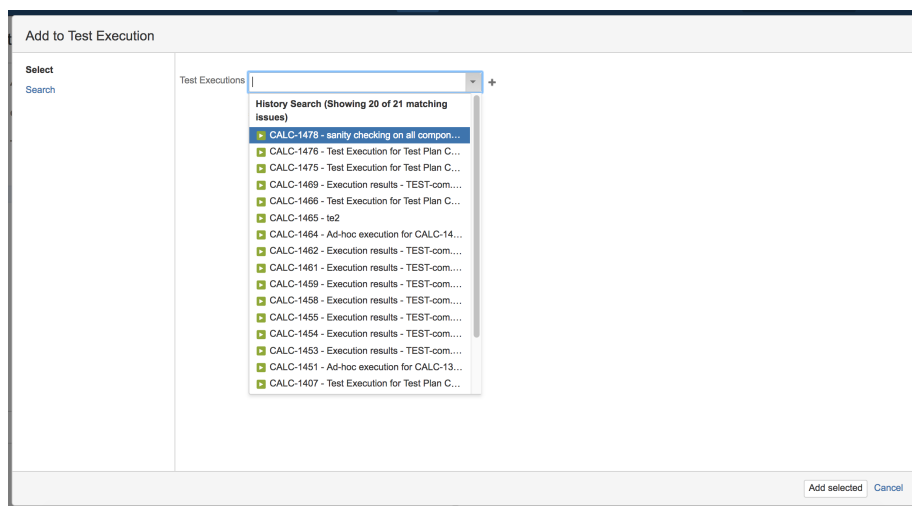 Add to Test Execution
Select
Search
Test Executions
History Search (Showing 20 of 21 matching
issues)
CALC-1478 - sanity checking on all compon...
CALC-1476 - Test Execution for Test Plan C...
CALC-1475 - Test Execution for Test Plan C...
CALC-1469 - Execution results - TEST-com....
CALC-1466 - Test Execution for Test Plan C...
CALC-1465 - te2
CALC-1464 - Ad-hoc execution for CALC-14...
CALC-1462 - Execution results - TEST-com....
CALC-1461 - Execution results - TEST-com....
CALC-1459 - Execution results - TEST-com....
CALC-1458 - Execution results - TEST-com....
CALC-1455 - Execution results - TEST-com....
CALC-1454 - Execution results - TEST-com....
CALC-1453 - Execution results - TEST-com....
CALC-1451 - Ad-hoc execution for CALC-13...
CALC-1407 - Test Execution for Test Plan C...
Add selected Cancel